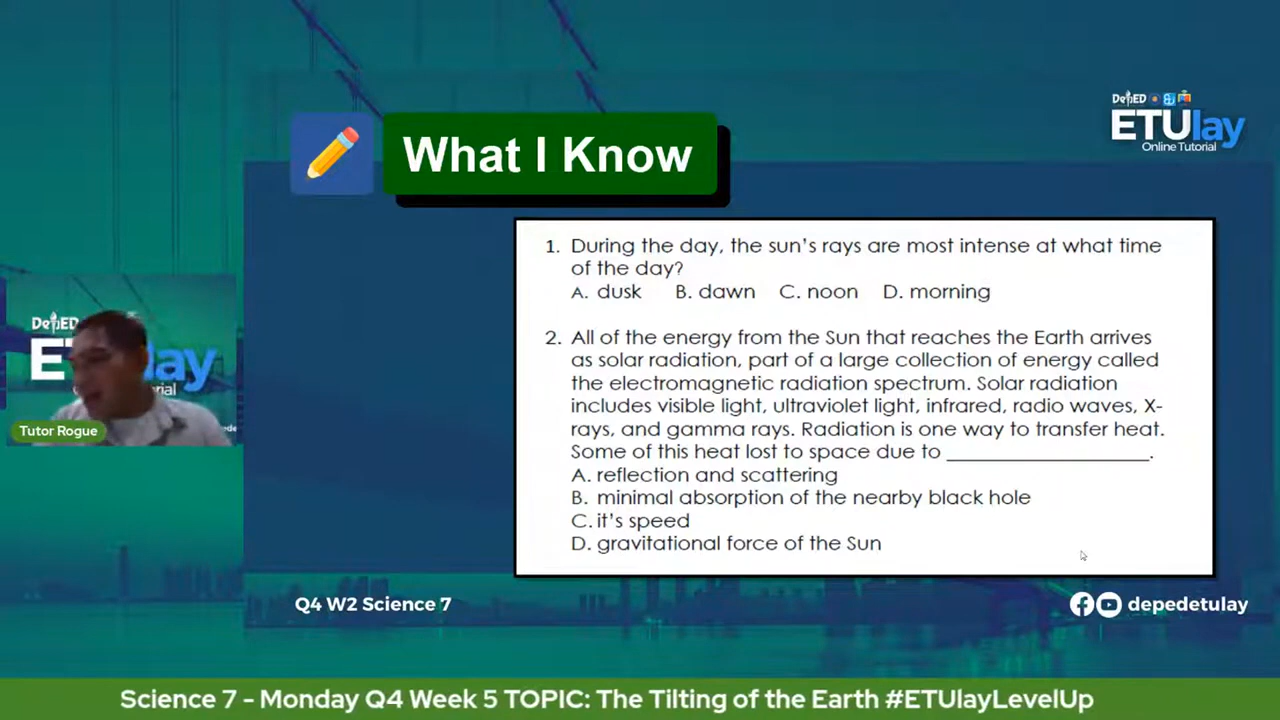 What I Know
DepED
ETUlay
Online Tutorial
1. During the day, the sun's rays are most intense at what time
of the day?
A. dusk B. dawn C. noon D. morning
2. All of the energy from the Sun that reaches the Earth arrives
as solar radiation, part of a large collection of energy called
the electromagnetic radiation spectrum. Solar radiation
includes visible light, ultraviolet light, infrared, radio waves, X-
rays, and gamma rays. Radiation is one way to transfer heat.
Some of this heat lost to space due to ____________________.
A. reflection and scattering
B. minimal absorption of the nearby black hole
C. it's speed
D. gravitational force of the Sun
DepED
E lay
Tutor Rogue
Q4 W2 Science 7
depedetulay
Science 7 - Monday Q4 Week 5 TOPIC: The Tilting of the Earth #ETUlayLevelUp